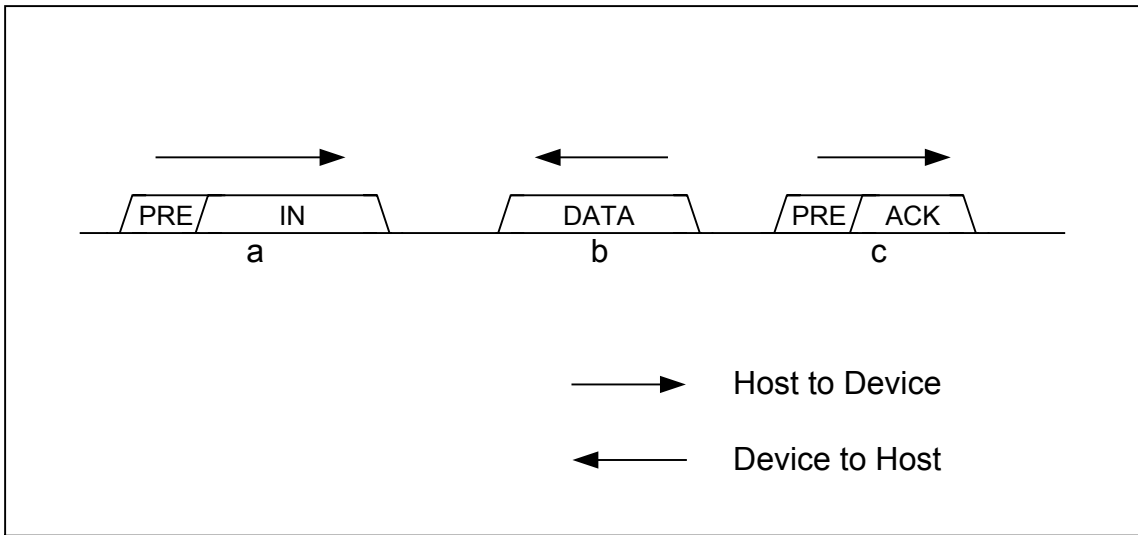 PRE IN DATA PRE ACK
a b c
Host to Device
Device to Host